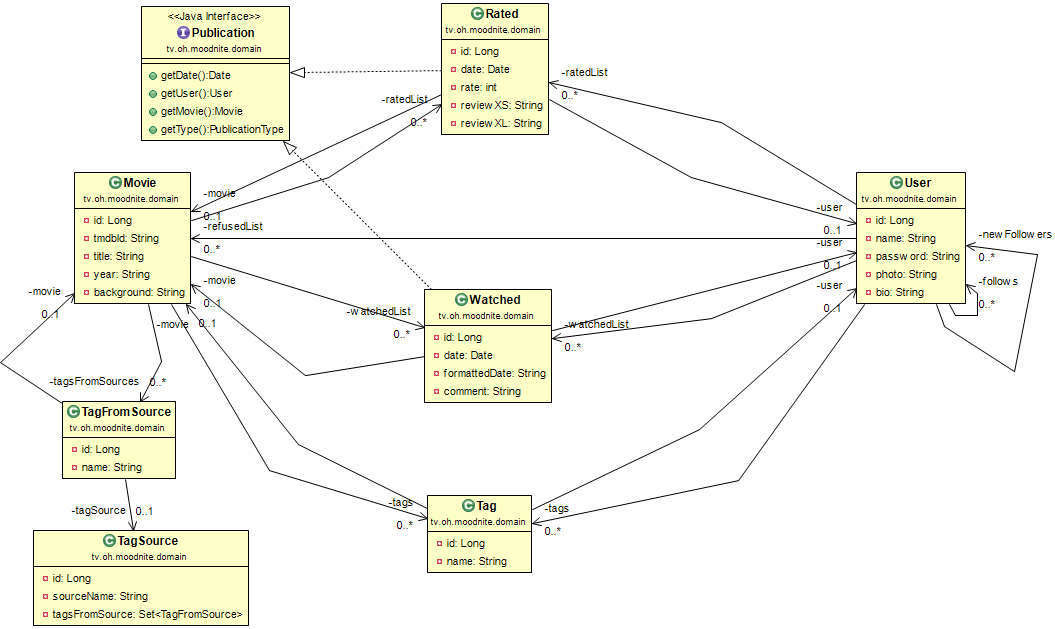 <<Java Interface>>
I Publication
tv.oh.moodnite.domain
getDate():Date
getUser():User
getMovie():Movie
getType():PublicationType
C Rated
tv.oh.moodnite.domain
id: Long
date: Date
rate: int
reviewXS: String
reviewXL: String
-ratedList
0..*
-ratedList
0..*
C Movie
tv.oh.moodnite.domain
id: Long
tmdbId: String
title: String
year: String
background: String
-movie
0..1
-refusedList
0..*
-movie
0..1
C User
tv.oh.moodnite.domain
id: Long
name: String
password: String
photo: String
bio: String
-user
0..1
-user
0..1
-user
0..1
-newFollowers
0..*
-follows
0..*
C Watched
tv.oh.moodnite.domain
id: Long
date: Date
formattedDate: String
comment: String
-watchedList
0..*
-watchedList
0..*
-movie
0..1
-movie
0..1
-tagsFromSources
0..*
C TagFromSource
tv.oh.moodnite.domain
id: Long
name: String
-tagSource
0..1
C TagSource
tv.oh.moodnite.domain
id: Long
sourceName: String
tagsFromSource: Set<TagFromSource>
C Tag
tv.oh.moodnite.domain
id: Long
name: String
-tags
0..*
-tags
0..*